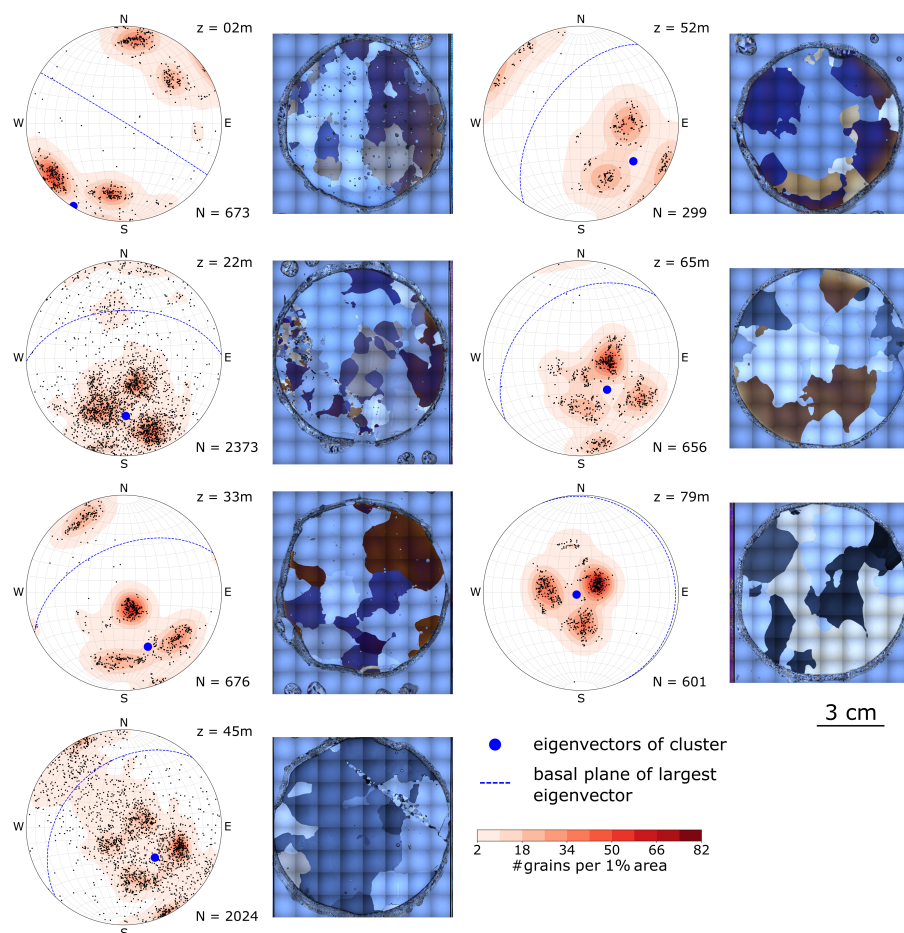 N
z = 02m
W
E
S
N = 673
N
z = 52m
W
E
S
N = 299
N
z = 22m
W
E
S
N = 2373
N
z = 65m
W
E
S
N = 656
N
z = 33m
W
E
S
N = 676
N
z = 79m
W
E
S
N = 601
3 cm
N
z = 45m
W
E
S
N = 2024
eigenvectors of cluster
basal plane of largest
eigenvector
2 18 34 50 66 82
#grains per 1% area